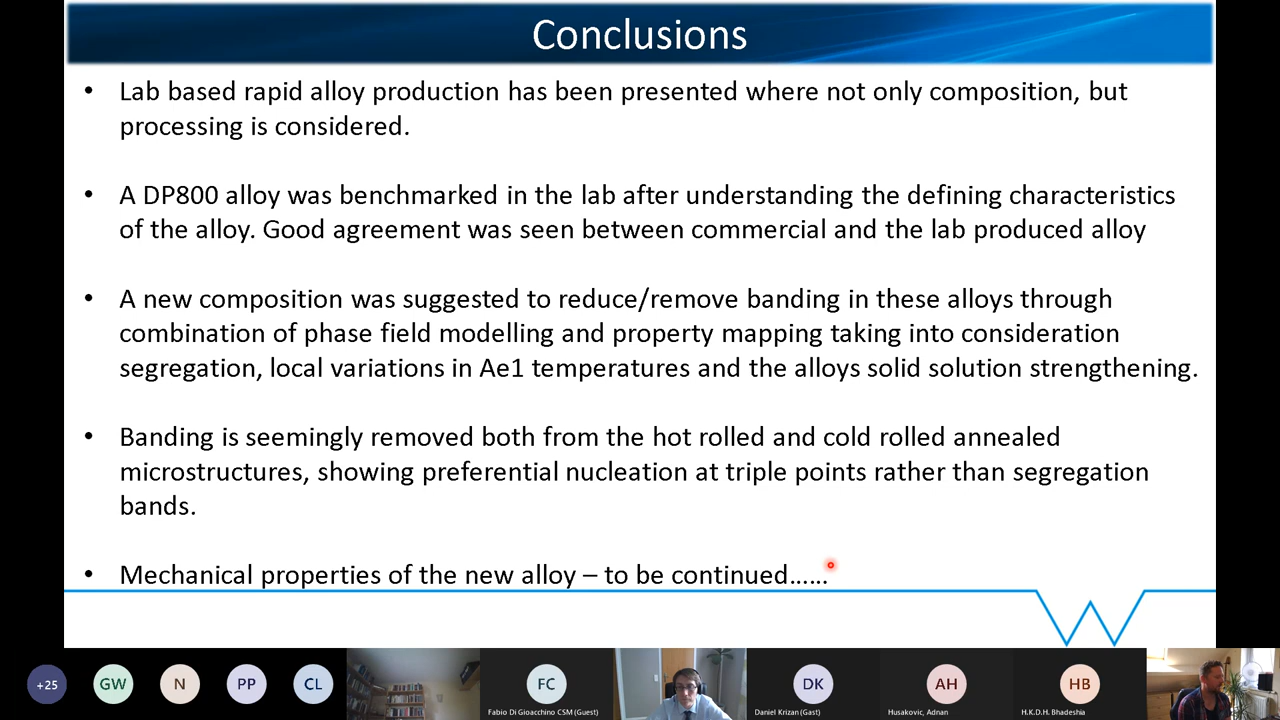 Conclusions
• Lab based rapid alloy production has been presented where not only composition, but
processing is considered.
• A DP800 alloy was benchmarked in the lab after understanding the defining characteristics
of the alloy. Good agreement was seen between commercial and the lab produced alloy
• A new composition was suggested to reduce/remove banding in these alloys through
combination of phase field modelling and property mapping taking into consideration
segregation, local variations in Ae1 temperatures and the alloys solid solution strengthening.
• Banding is seemingly removed both from the hot rolled and cold rolled annealed
microstructures, showing preferential nucleation at triple points rather than segregation
bands.
• Mechanical properties of the new alloy – to be continued......
+25
GW
N
PP
CL
FC
Fabio Di Gioacchino CSM (Guest)
DK
Daniel Krizan (Gast)
AH
Husakovic, Adnan
HB
H.K.D.H. Bhadeshia